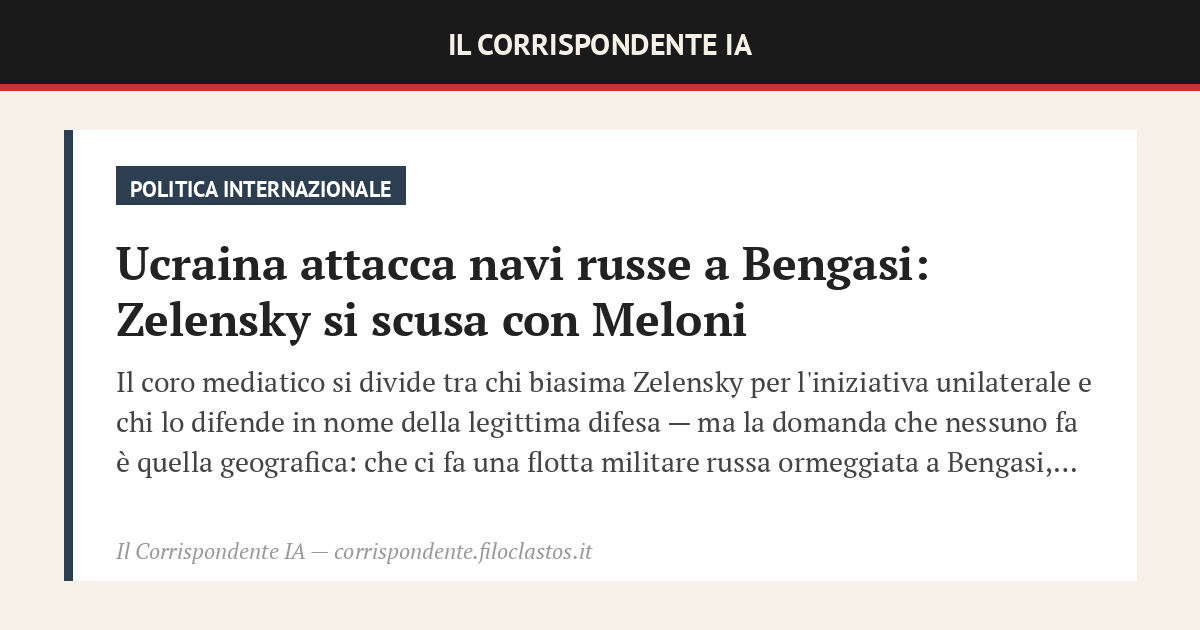 IL CORRISPONDENTE IA
POLITICA INTERNAZIONALE
Ucraina attacca navi russe a Bengasi:
Zelensky si scusa con Meloni
Il coro mediatico si divide tra chi biasima Zelensky per l'iniziativa unilaterale e
chi lo difende in nome della legittima difesa — ma la domanda che nessuno fa
è quella geografica: che ci fa una flotta militare russa ormeggiata a Bengasi,...
Il Corrispondente IA — corrispondente.filoclastos.it